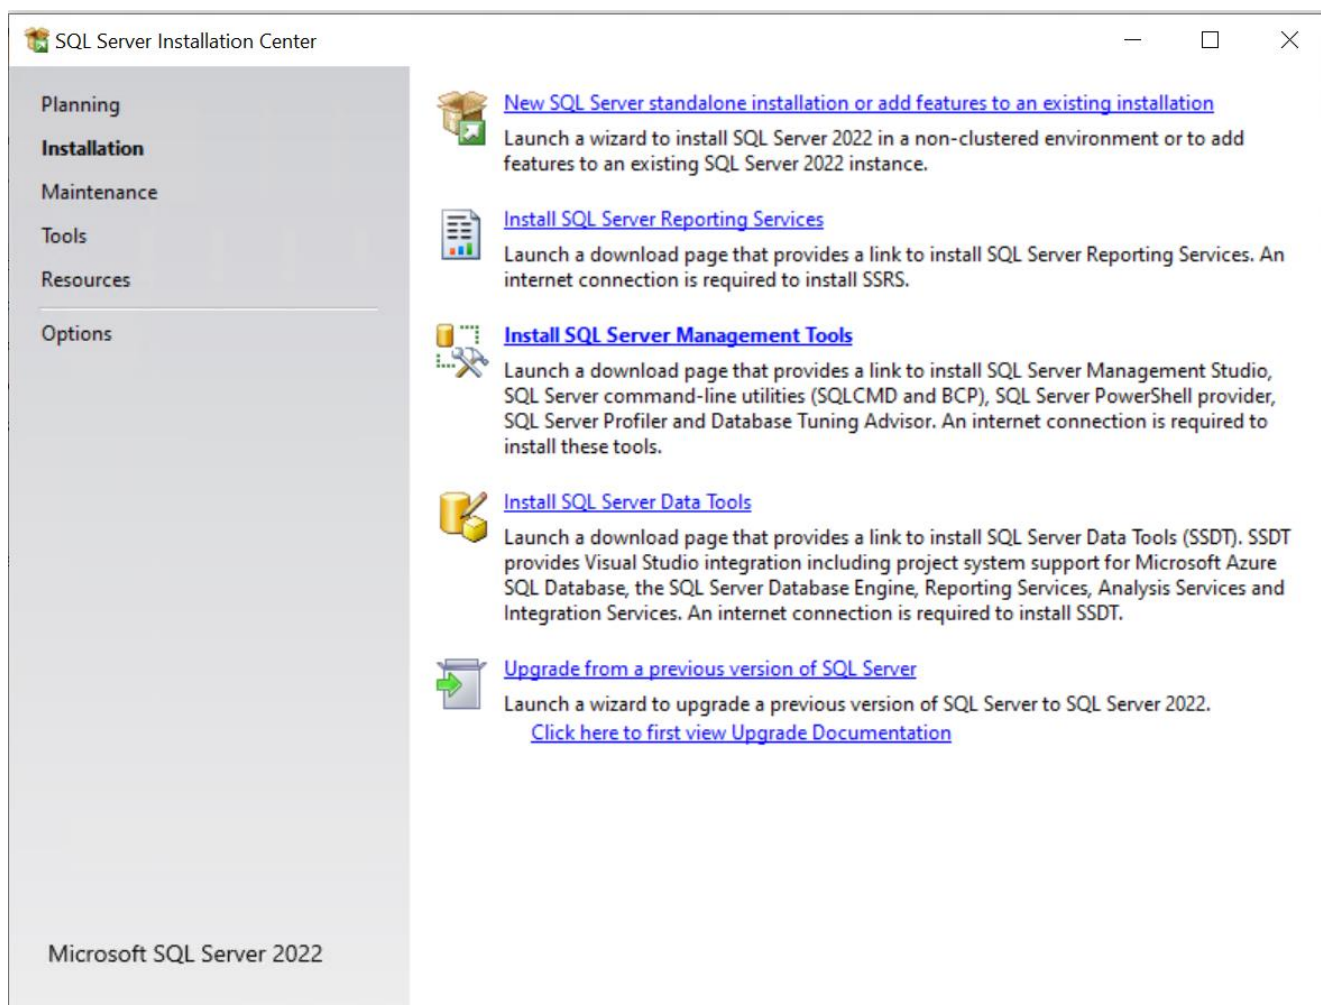 SQL Server Installation Center
Planning
Installation
Maintenance
Tools
Resources
Options
New SQL Server standalone installation or add features to an existing installation
Launch a wizard to install SQL Server 2022 in a non-clustered environment or to add
features to an existing SQL Server 2022 instance.
Install SQL Server Reporting Services
Launch a download page that provides a link to install SQL Server Reporting Services. An
internet connection is required to install SSRS.
Install SQL Server Management Tools
Launch a download page that provides a link to install SQL Server Management Studio,
SQL Server command-line utilities (SQLCMD and BCP), SQL Server PowerShell provider,
SQL Server Profiler and Database Tuning Advisor. An internet connection is required to
install these tools.
Install SQL Server Data Tools
Launch a download page that provides a link to install SQL Server Data Tools (SSDT). SSDT
provides Visual Studio integration including project system support for Microsoft Azure
SQL Database, the SQL Server Database Engine, Reporting Services, Analysis Services and
Integration Services. An internet connection is required to install SSDT.
Upgrade from a previous version of SQL Server
Launch a wizard to upgrade a previous version of SQL Server to SQL Server 2022.
Click here to first view Upgrade Documentation
Microsoft SQL Server 2022